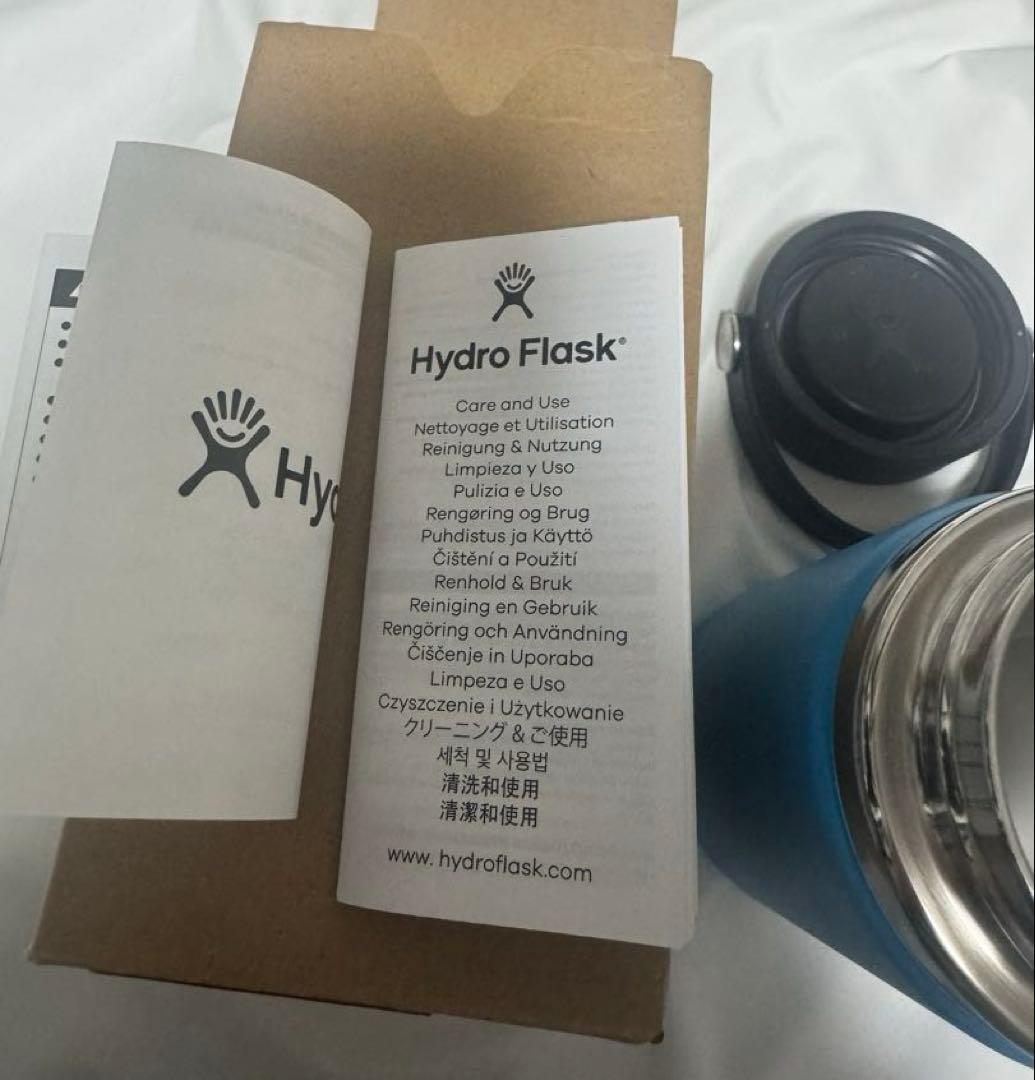 Hyd
Hydro Flask®
Care and Use
Nettoyage et Utilisation
Reinigung & Nutzung
Limpieza y Uso
Pulizia e Uso
Rengøring og Brug
Puhdistus ja Käyttö
Čištění a Použití
Renhold & Bruk
Reiniging en Gebruik
Rengöring och Användning
Čiščenje in Uporaba
Limpeza e Uso
Czyszczenie i Użytkowanie
クリーニング & ご使用
세척 및 사용법
清洗和使用
清潔和使用
www. hydroflask.com